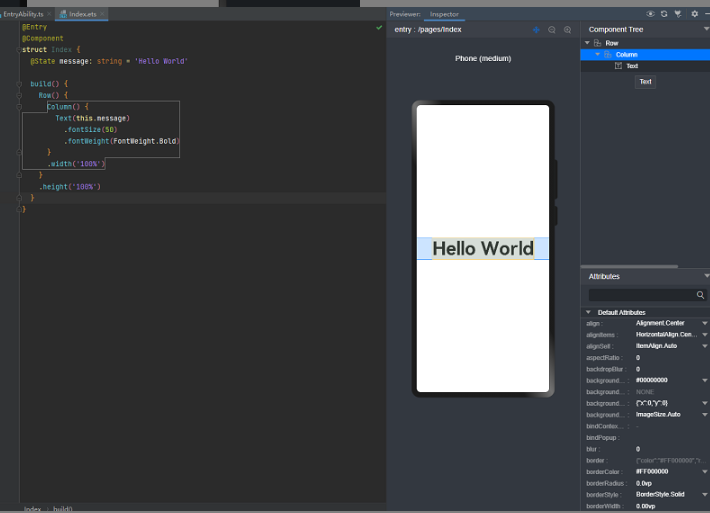 EntryAbility.ts
Index.ets
@Entry
@Component
struct Index {
@State message: string = 'Hello World'
build() {
Row() {
Column() {
Text(this.message)
.fontSize(50)
.fontWeight(FontWeight.Bold)
}
.width('100%')
}
.height('100%')
}
}
Index
build()
Previewer:
Inspector
entry : /pages/Index
Phone (medium)
Hello World
Component Tree
Row
Column
Text
Text
Attributes
Default Attributes
align :
Alignment.Center
alignItems :
HorizontalAlign.Cen...
alignSelf :
ItemAlign.Auto
aspectRatio :
0
backdropBlur :
0
background... :
#00000000
background... :
NONE
background... :
{"x":0,"y":0}
background... :
ImageSize.Auto
bindContex... :
-
bindPopup :
blur :
0
border :
{"color":"#FF000000","s
borderColor :
#FF000000
borderRadius :
0.0vp
borderStyle :
BorderStyle.Solid
borderWidth :
0.00vp